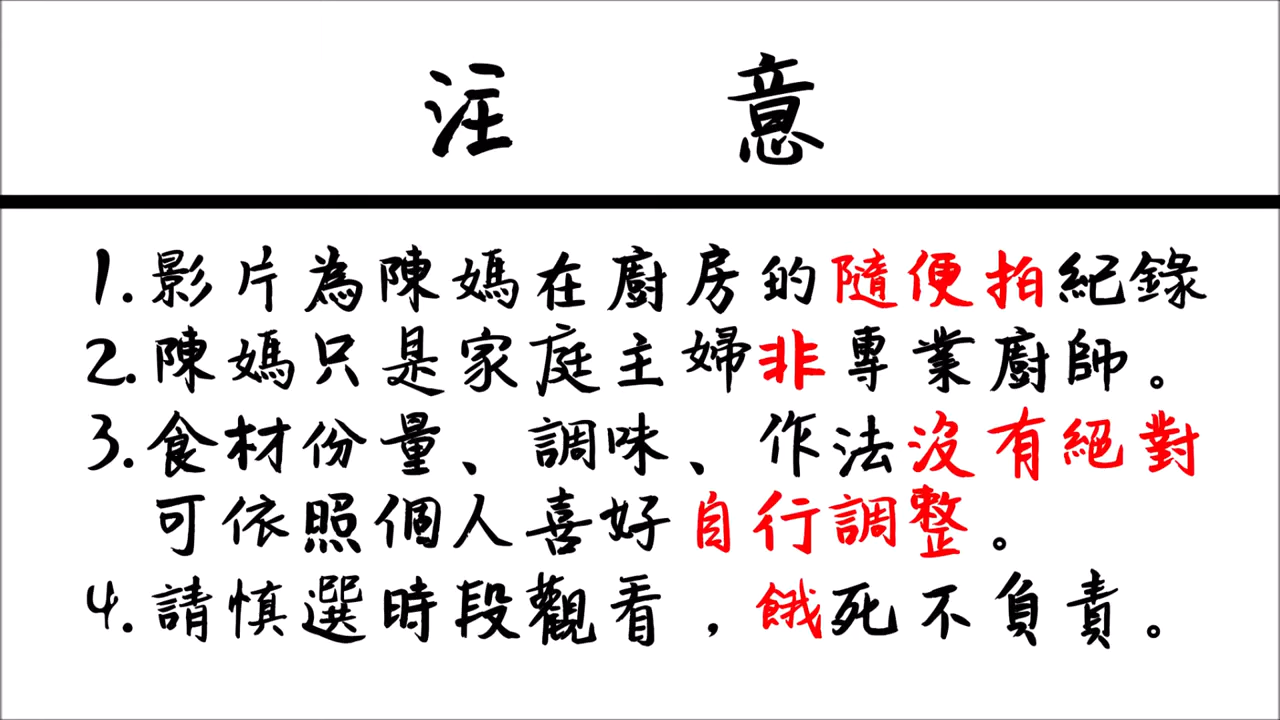 注意
1.影片為陳媽在廚房的隨便拍紀錄
2.陳媽只是家庭主婦非專業廚師。
3.食材份量、調味、作法沒有絕對
可依照個人喜好自行調整。
4.請慎選時段觀看,餓死不負責。